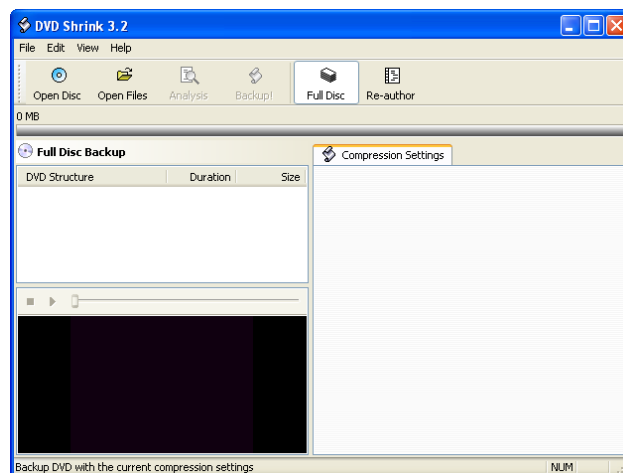 DVD Shrink 3.2
File Edit View Help
Open Disc Open Files Analysis Backup! Full Disc Re-author
0 MB
Full Disc Backup
Compression Settings
DVD Structure Duration Size
Backup DVD with the current compression settings NUM